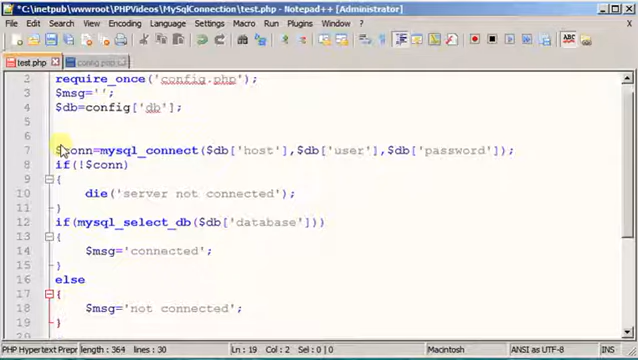 *C:\inetpub\wwwroot\PHPVideos\MySqlConnection\test.php - Notepad++ [Administrator]
File Edit Search View Encoding Language Settings Macro Run Plugins Window ? X
test.php config.php
2 require_once('config.php');
3 $msg='';
4 $db=config['db'];
5
6
7 $conn=mysql_connect($db['host'],$db['user'],$db['password']);
8 if(!$conn)
9 {
10 die('server not connected');
11 }
12 if(mysql_select_db($db['database']))
13 {
14 $msg='connected';
15 }
16 else
17 {
18 $msg='not connected';
19 }
PHP Hypertext Prepr length : 364 lines : 30 Ln : 19 Col : 2 Sel : 0 | 0 Macintosh ANSI as UTF-8 INS